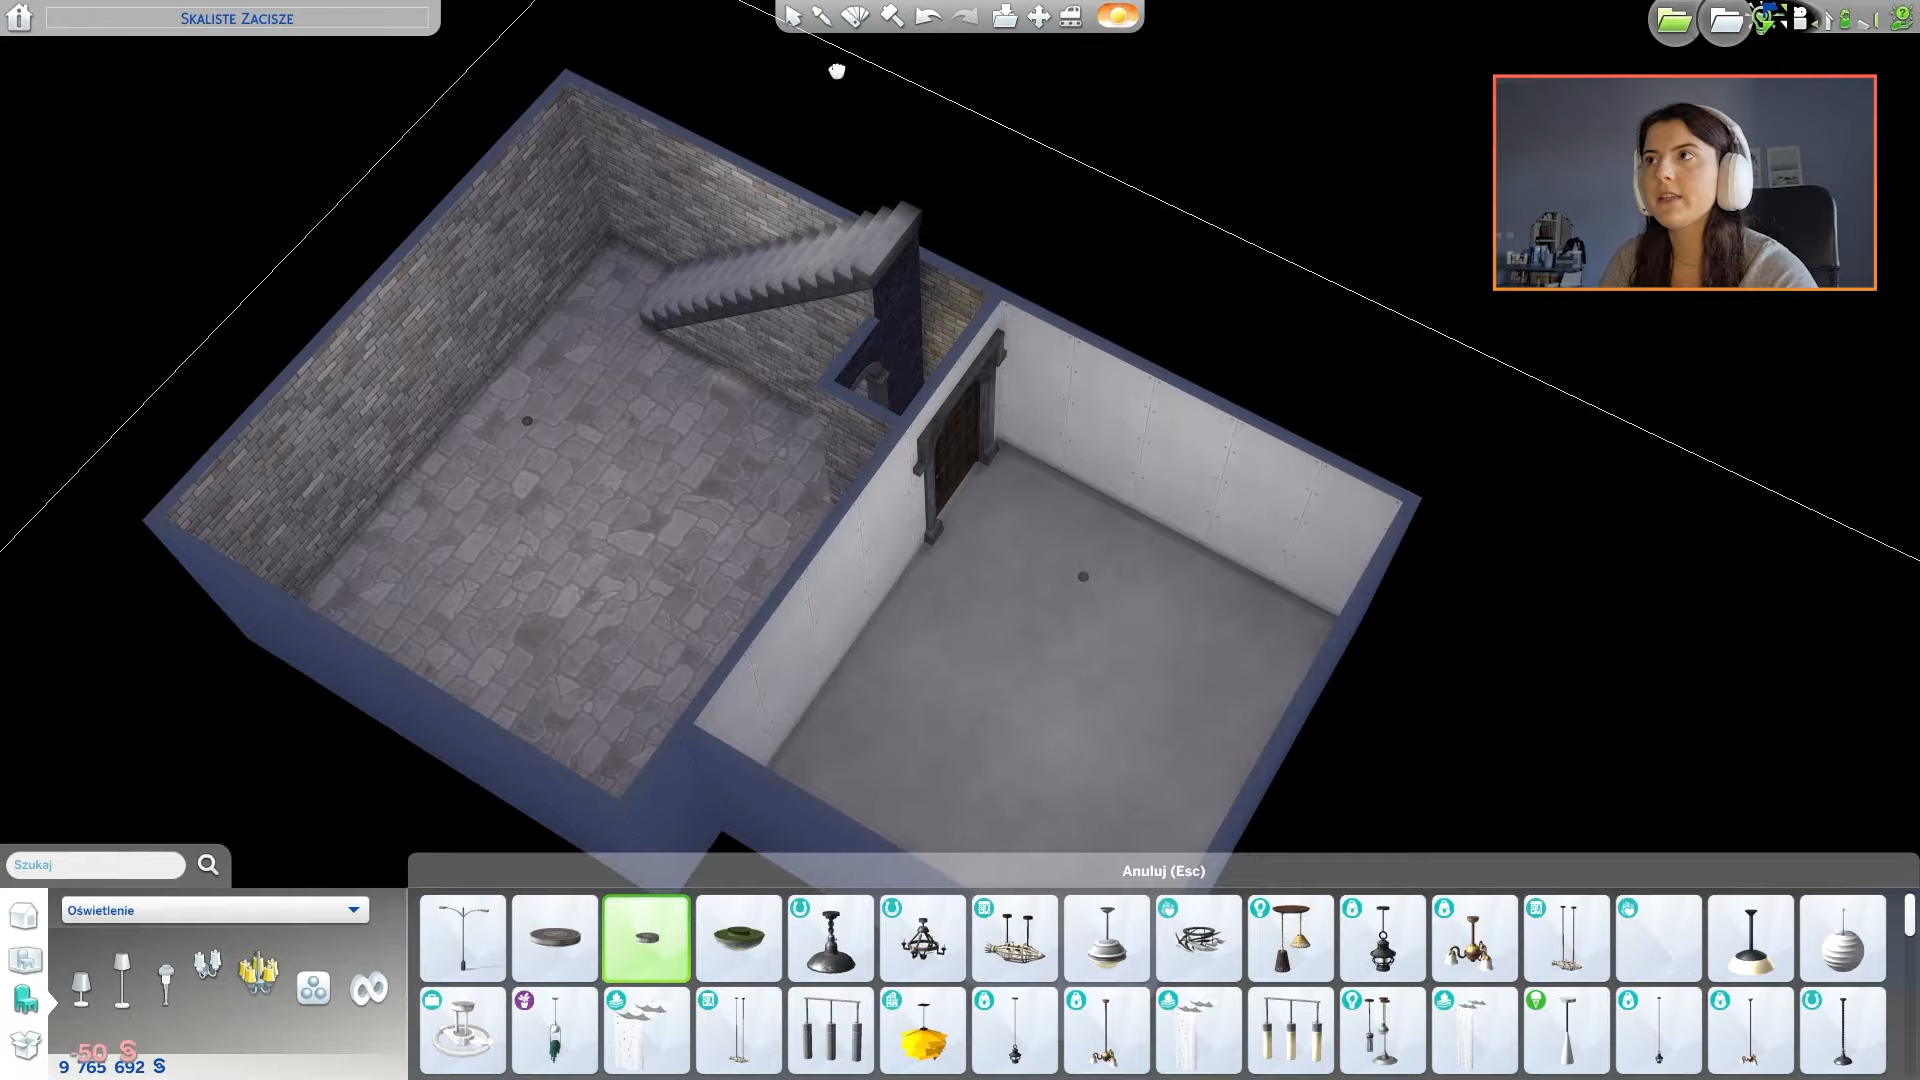 SKALISTE ZACISZE
Anuluj (Esc)
Szukaj
Oświetlenie
-50 §
9 765 692 §